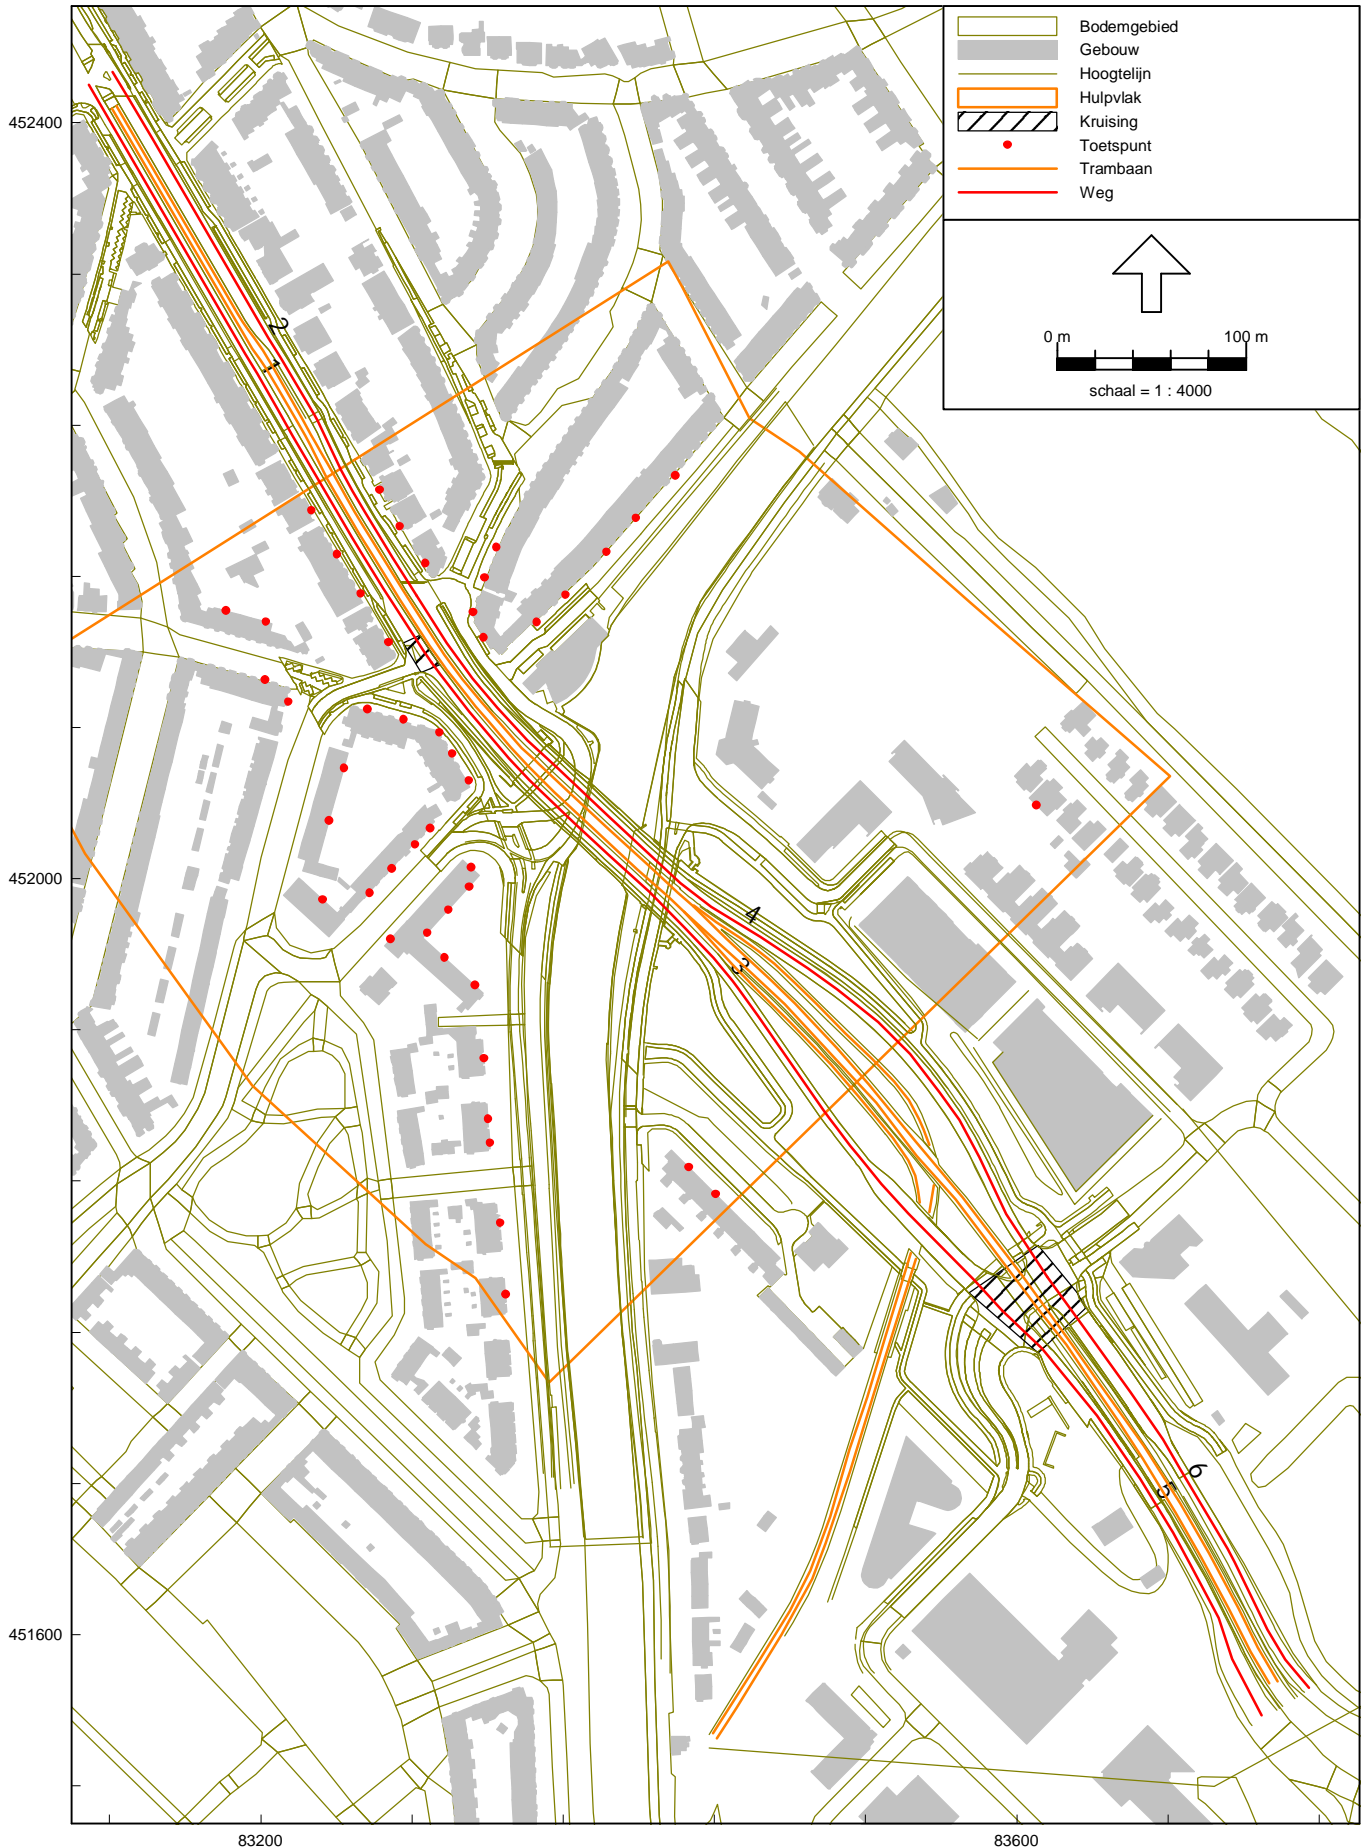 Bodemgebied
Gebouw
Hoogtelijn
Hulpvlak
Kruising
Toetspunt
Trambaan
Weg
0 m 100 m
schaal = 1 : 4000
452400
2
1
452000
4
3
6
5
451600
83200 83600